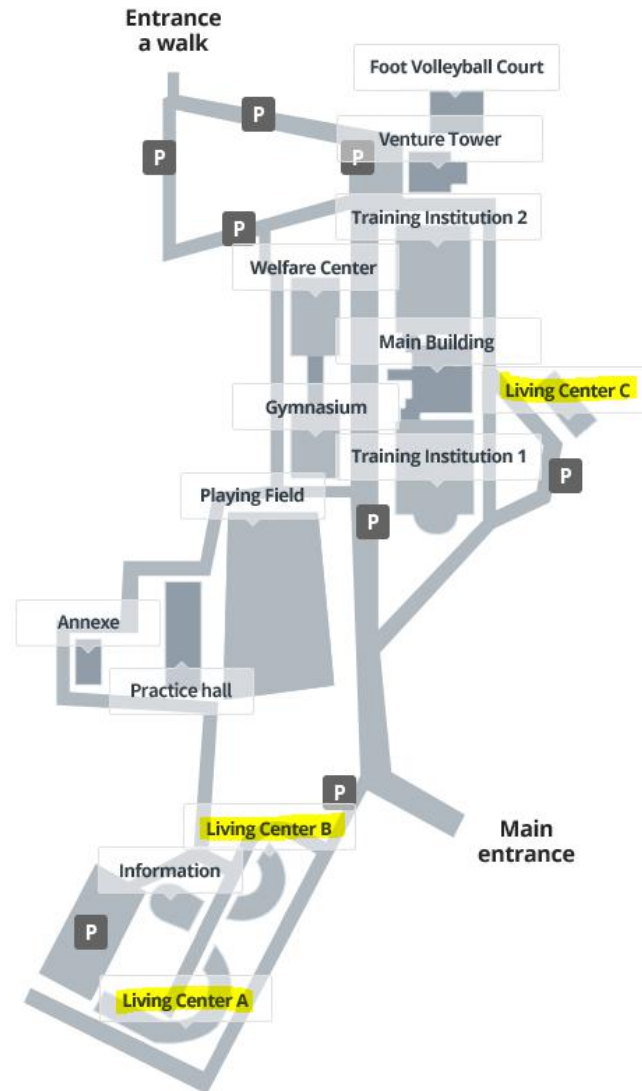 Entrance
a walk
Foot Volleyball Court
P
Venture Tower
P
P
Training Institution 2
P
Welfare Center
Main Building
Living Center C
Gymnasium
Training Institution 1
P
Playing Field
P
Annexe
Practice hall
P
Living Center B
Main
entrance
Information
P
Living Center A